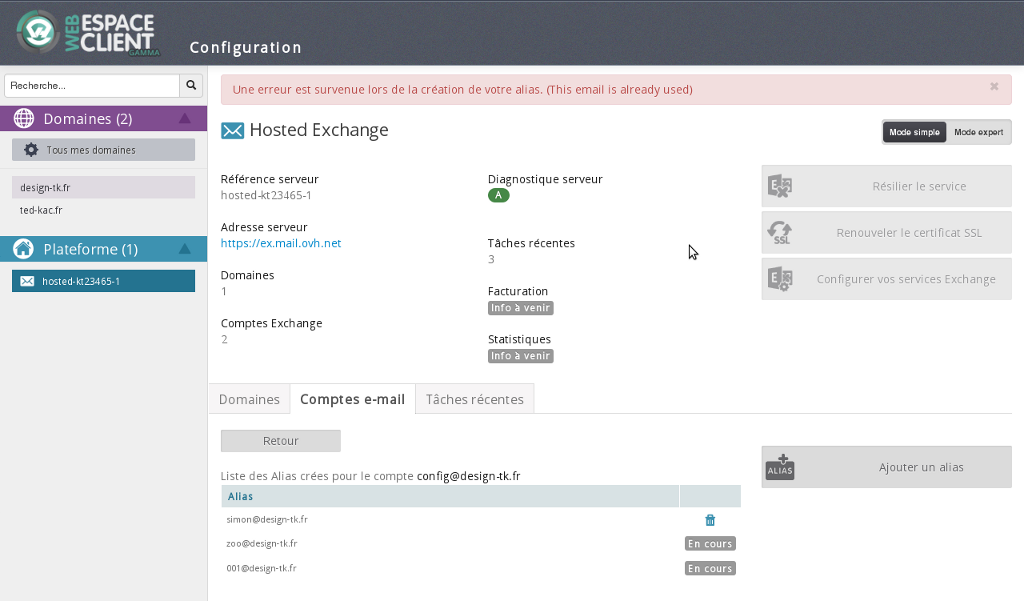 WEB ESPACE CLIENT GAMMA
Configuration
Recherche...
Domaines (2)
Tous mes domaines
design-tk.fr
ted-kac.fr
Plateforme (1)
hosted-kt23465-1
Une erreur est survenue lors de la création de votre alias. (This email is already used)
Hosted Exchange
Mode simple Mode expert
Référence serveur
hosted-kt23465-1
Adresse serveur
https://ex.mail.ovh.net
Domaines
1
Comptes Exchange
2
Diagnostique serveur
A
Tâches récentes
3
Facturation
Info à venir
Statistiques
Info à venir
Résilier le service
SSL
Renouveler le certificat SSL
Configurer vos services Exchange
Domaines Comptes e-mail Tâches récentes
Retour
Liste des Alias crées pour le compte config@design-tk.fr
Alias
simon@design-tk.fr
zoo@design-tk.fr En cours
001@design-tk.fr En cours
ALIAS
Ajouter un alias